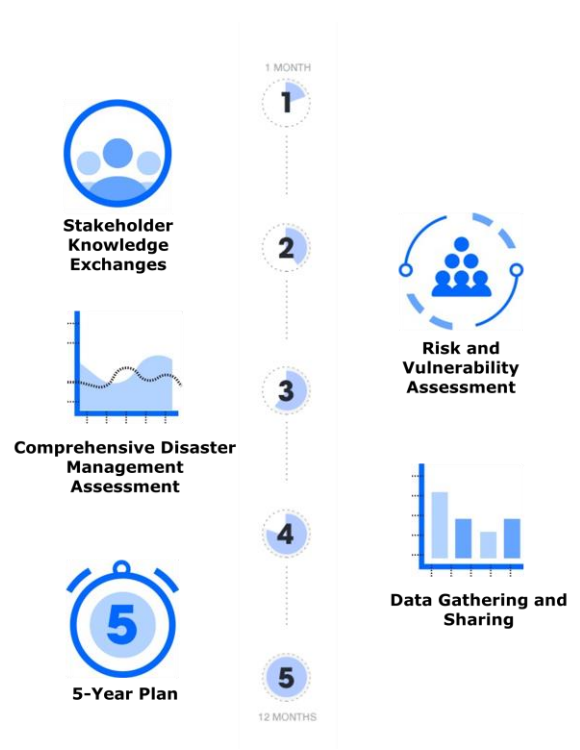 1 MONTH
1
Stakeholder
Knowledge
Exchanges
2
Risk and
Vulnerability
Assessment
3
Comprehensive Disaster
Management
Assessment
4
Data Gathering and
Sharing
5
5-Year Plan
5
12 MONTHS